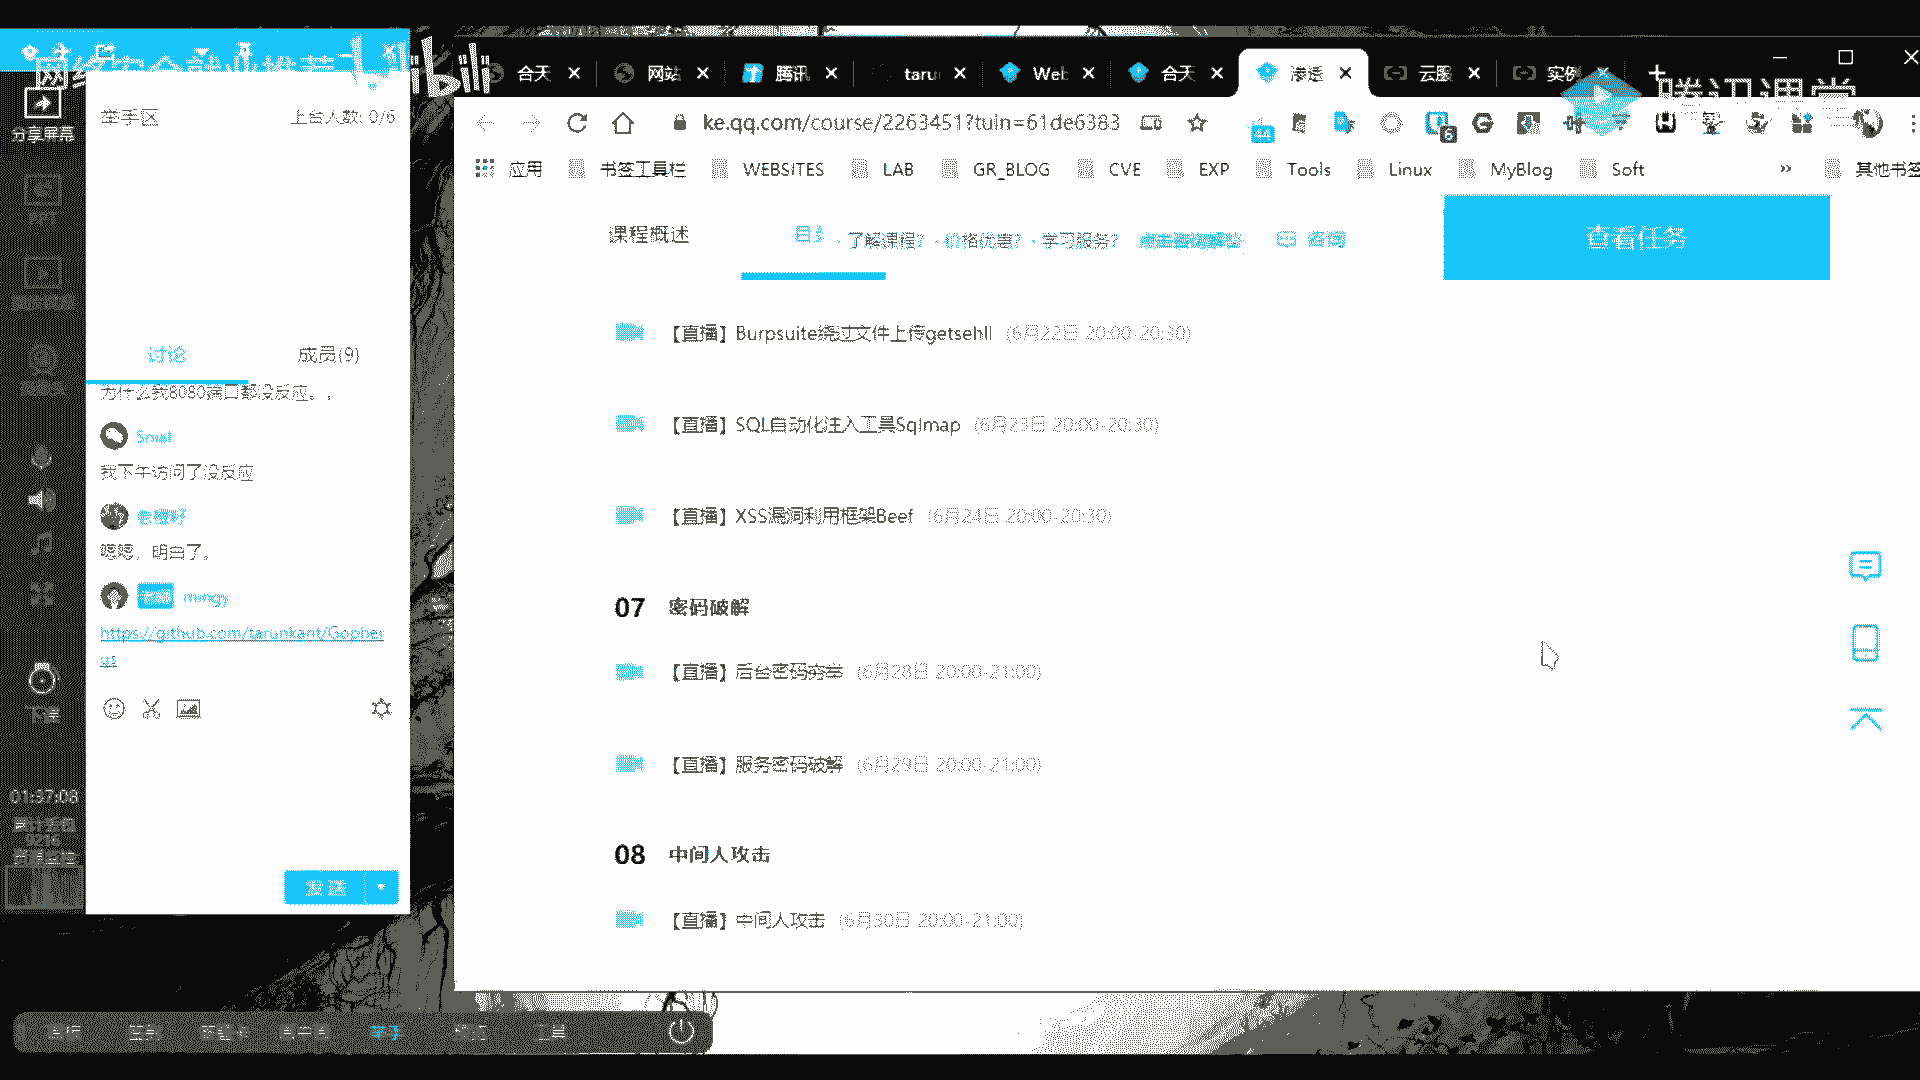 bilibili
腾讯课堂
分享屏幕
PPT
举手区
上台人数: 0/6
讨论
成员(9)
为什么我8080端口都没反应。。
我下午访问了没反应
嗯嗯，明白了。
mingy
https://github.com/tarunkant/Gopher
us
下课
01:37:08
发送
合天
网站
腾讯
taru
Web
合天
渗透
云服
实例
ke.qq.com/course/2263451?tuin=61de6383
应用
书签工具栏
WEBSITES
LAB
GR_BLOG
CVE
EXP
Tools
Linux
MyBlog
Soft
»
其他书签
课程概述
· 了解课程? · 价格优惠? · 学习服务?
咨询
查看任务
【直播】Burpsuite绕过文件上传getsehll (6月22日 20:00-20:30)
【直播】SQL自动化注入工具Sqlmap (6月23日 20:00-20:30)
【直播】XSS漏洞利用框架Beef (6月24日 20:00-20:30)
07 密码破解
【直播】后台密码穷举 (6月28日 20:00-21:00)
【直播】服务密码破解 (6月29日 20:00-21:00)
08 中间人攻击
【直播】中间人攻击 (6月30日 20:00-21:00)
工具